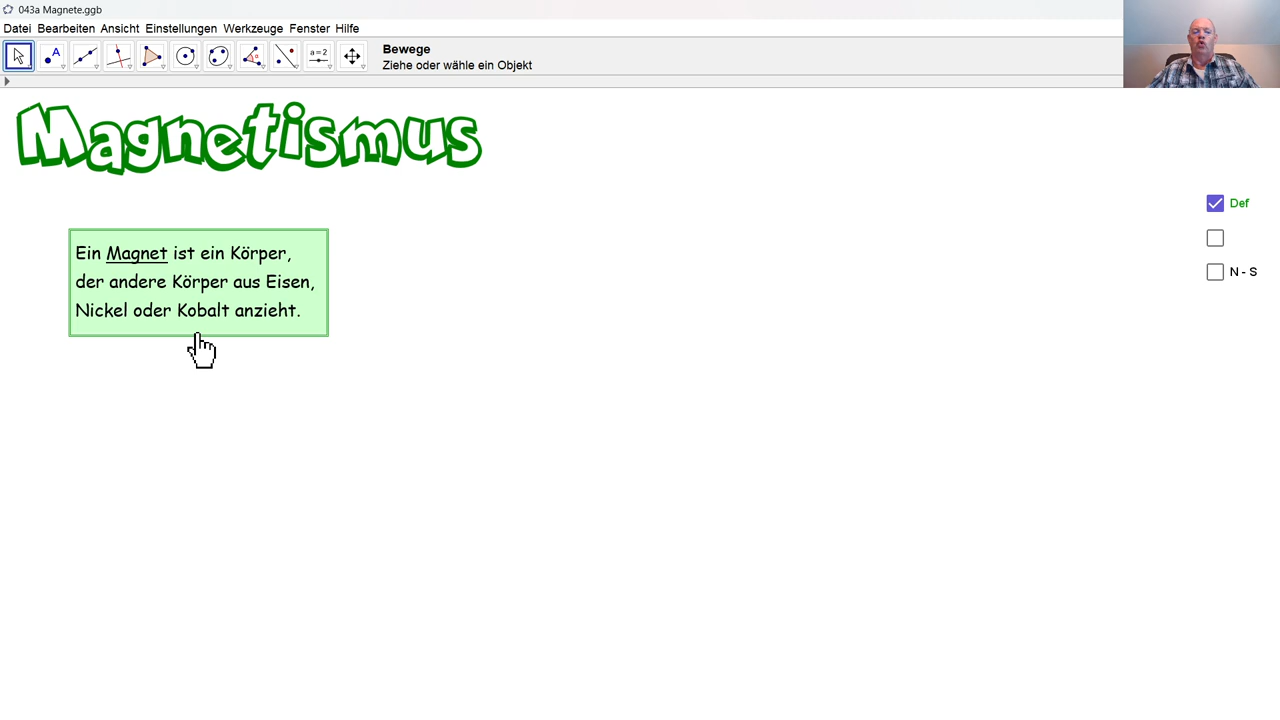 043a Magnete.ggb
Datei Bearbeiten Ansicht Einstellungen Werkzeuge Fenster Hilfe
A
a=2
Bewege
Ziehe oder wähle ein Objekt
Magnetismus
Def
Ein Magnet ist ein Körper,
der andere Körper aus Eisen,
Nickel oder Kobalt anzieht.
N - S